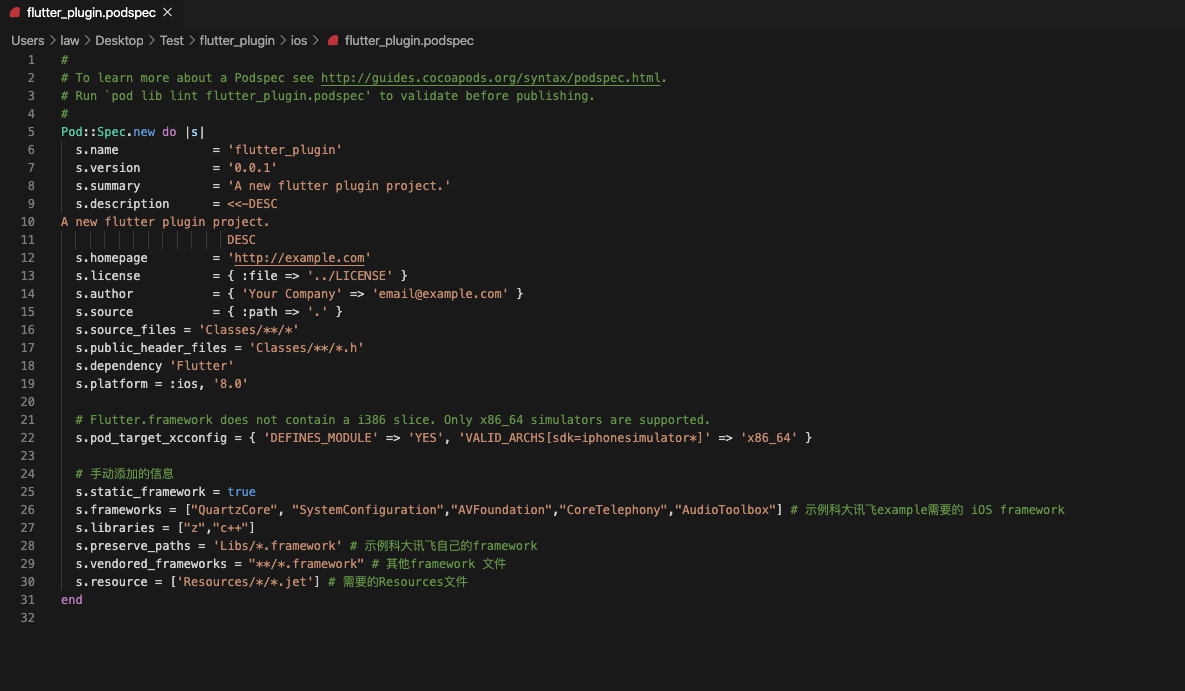 flutter_plugin.podspec ×
Users > law > Desktop > Test > flutter_plugin > ios > flutter_plugin.podspec
1 #
2 # To learn more about a Podspec see http://guides.cocoapods.org/syntax/podspec.html.
3 # Run `pod lib lint flutter_plugin.podspec' to validate before publishing.
4 #
5 Pod::Spec.new do |s|
6   s.name             = 'flutter_plugin'
7   s.version          = '0.0.1'
8   s.summary          = 'A new flutter plugin project.'
9   s.description      = <<-DESC
10 A new flutter plugin project.
11                        DESC
12   s.homepage         = 'http://example.com'
13   s.license          = { :file => '../LICENSE' }
14   s.author           = { 'Your Company' => 'email@example.com' }
15   s.source           = { :path => '.' }
16   s.source_files = 'Classes/**/*'
17   s.public_header_files = 'Classes/**/*.h'
18   s.dependency 'Flutter'
19   s.platform = :ios, '8.0'
20
21   # Flutter.framework does not contain a i386 slice. Only x86_64 simulators are supported.
22   s.pod_target_xcconfig = { 'DEFINES_MODULE' => 'YES', 'VALID_ARCHS[sdk=iphonesimulator*]' => 'x86_64' }
23
24   # 手动添加的信息
25   s.static_framework = true
26   s.frameworks = ["QuartzCore", "SystemConfiguration","AVFoundation","CoreTelephony","AudioToolbox"] # 示例科大讯飞example需要的 iOS framework
27   s.libraries = ["z","c++"]
28   s.preserve_paths = 'Libs/*.framework' # 示例科大讯飞自己的framework
29   s.vendored_frameworks = "**/*.framework" # 其他framework 文件
30   s.resource = ['Resources/*/*.jet'] # 需要的Resources文件
31 end
32